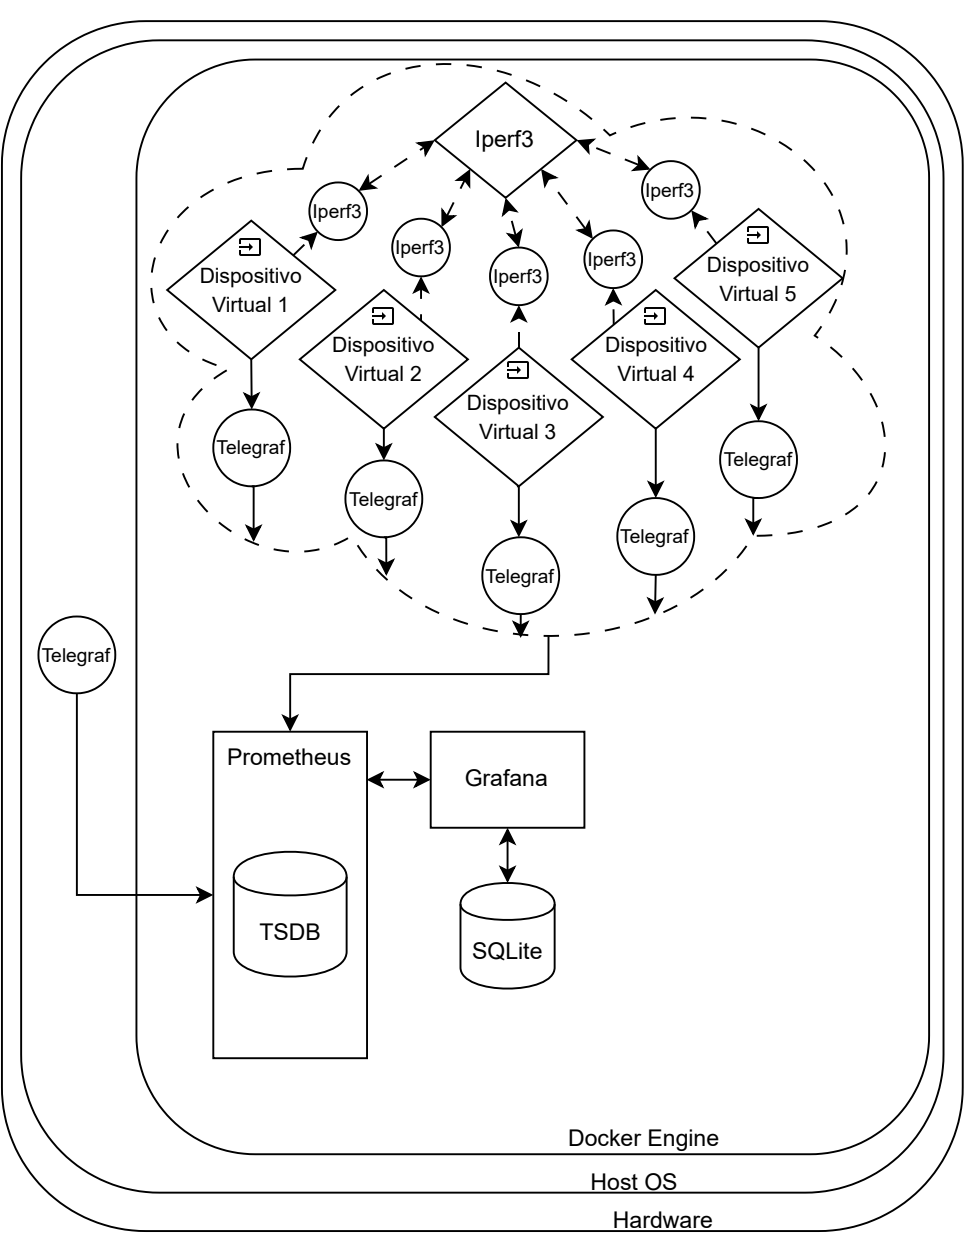 Iperf3
Iperf3
Iperf3
Iperf3
Iperf3
Iperf3
Dispositivo
Virtual 1
Dispositivo
Virtual 2
Dispositivo
Virtual 3
Dispositivo
Virtual 4
Dispositivo
Virtual 5
Telegraf
Telegraf
Telegraf
Telegraf
Telegraf
Telegraf
Prometheus
TSDB
Grafana
SQLite
Docker Engine
Host OS
Hardware